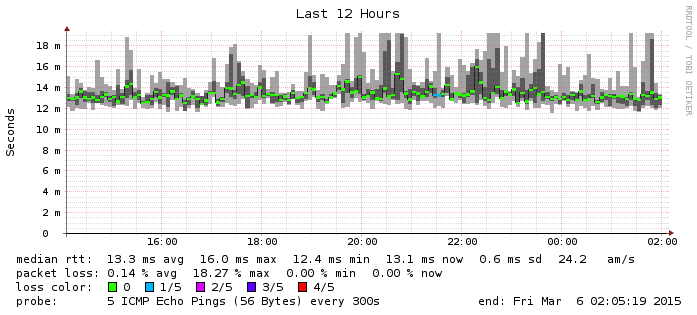 Last 12 Hours
RRDTOOL / TOBI OETIKER
Seconds
18 m
16 m
14 m
12 m
10 m
8 m
6 m
4 m
2 m
0
16:00 18:00 20:00 22:00 00:00 02:00
median rtt: 13.3 ms avg 16.0 ms max 12.4 ms min 13.1 ms now 0.6 ms sd 24.2 am/s
packet loss: 0.14 % avg 18.27 % max 0.00 % min 0.00 % now
loss color: 0 1/5 2/5 3/5 4/5
probe: 5 ICMP Echo Pings (56 Bytes) every 300s end: Fri Mar 6 02:05:19 2015